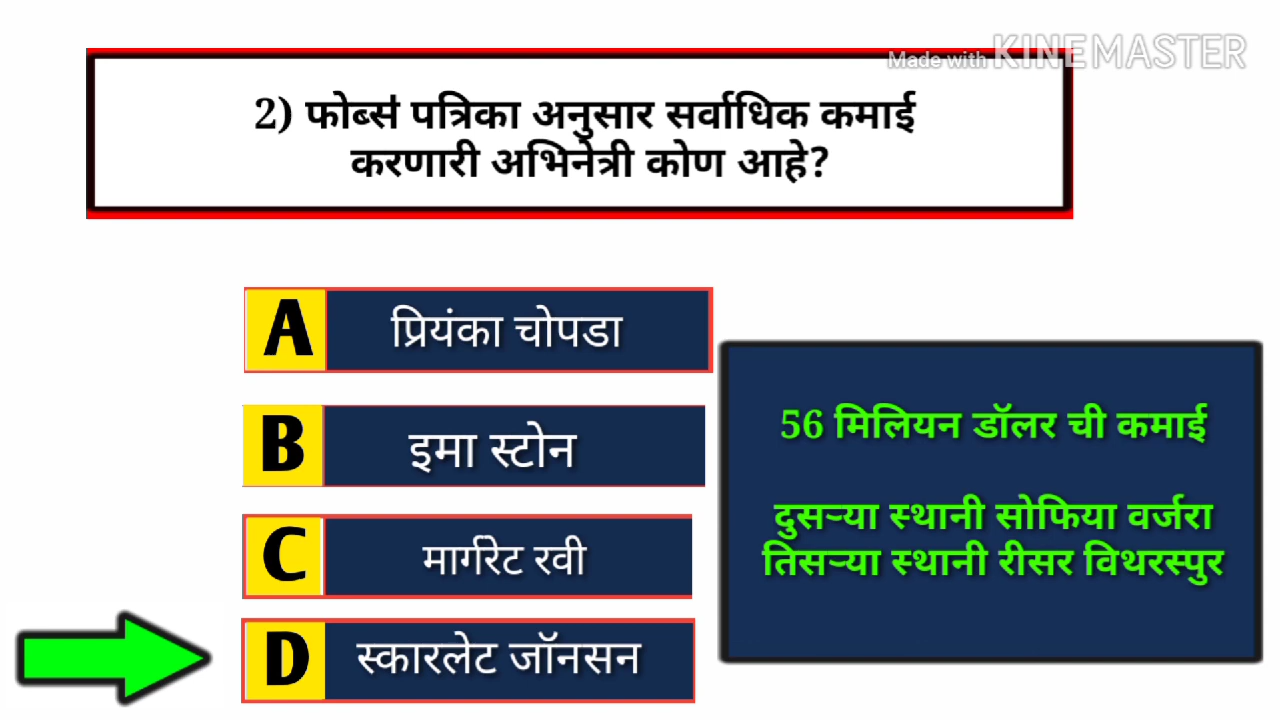 Made with KINEMASTER
2) फोर्ब्स पत्रिका अनुसार सर्वाधिक कमाई
करणारी अभिनेत्री कोण आहे?
A प्रियंका चोपडा
B इमा स्टोन
C मार्गरेट रवी
D स्कारलेट जॉनसन
56 मिलियन डॉलर ची कमाई
दुसऱ्या स्थानी सोफिया वर्जरा
तिसऱ्या स्थानी रीसर विथरस्पुर